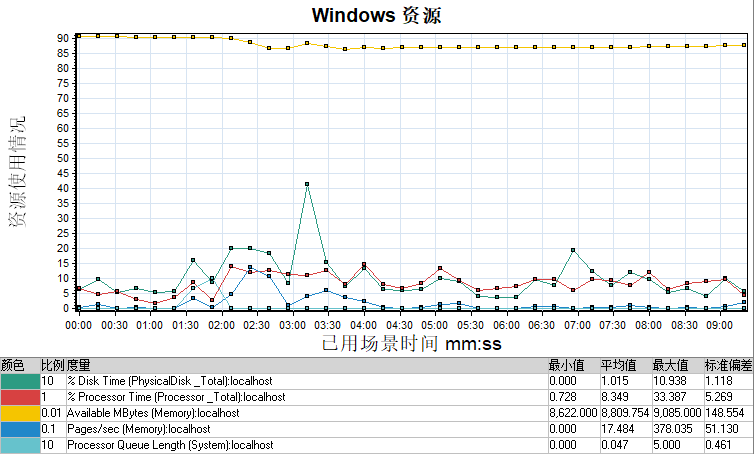 Windows 资源
90
85
80
75
70
65
60
55
50
45
40
35
30
25
20
15
10
5
0
资源使用情况
00:00 00:30 01:00 01:30 02:00 02:30 03:00 03:30 04:00 04:30 05:00 05:30 06:00 06:30 07:00 07:30 08:00 08:30 09:00
已用场景时间 mm:ss
颜色 比例 度量 最小值 平均值 最大值 标准偏差
10 % Disk Time (PhysicalDisk _Total):localhost 0.000 1.015 10.938 1.118
1 % Processor Time (Processor _Total):localhost 0.728 8.349 33.387 5.269
0.01 Available MBytes (Memory):localhost 8,622.000 8,809.754 9,085.000 148.554
0.1 Pages/sec (Memory):localhost 0.000 17.484 378.035 51.130
10 Processor Queue Length (System):localhost 0.000 0.047 5.000 0.461